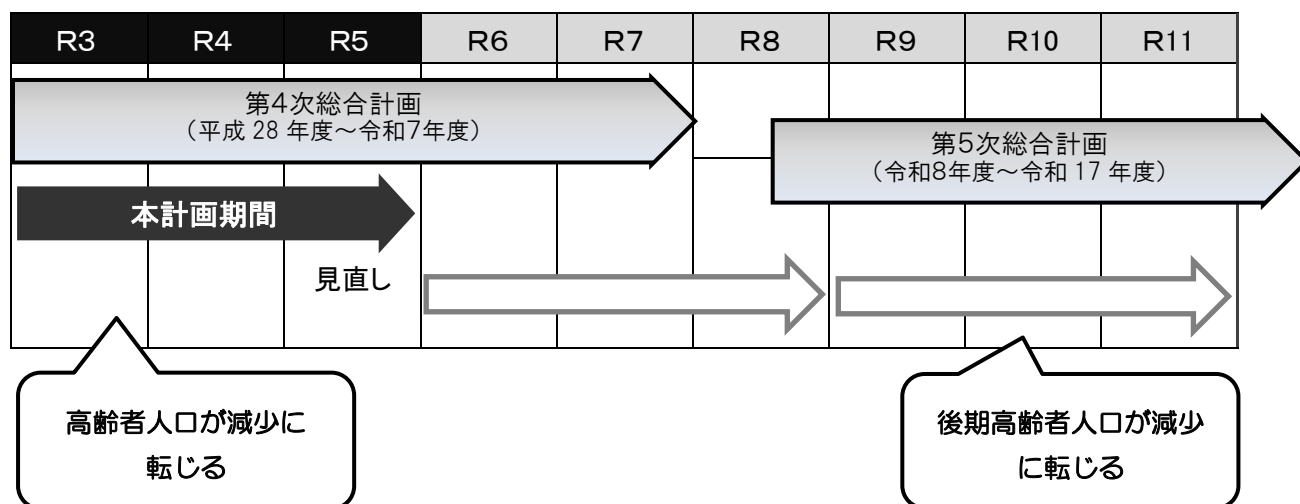 R3 R4 R5 R6 R7 R8 R9 R10 R11
第4次総合計画
（平成 28 年度～令和7年度）
第5次総合計画
（令和8年度～令和 17 年度）
本計画期間
見直し
高齢者人口が減少に
転じる
後期高齢者人口が減少
に転じる